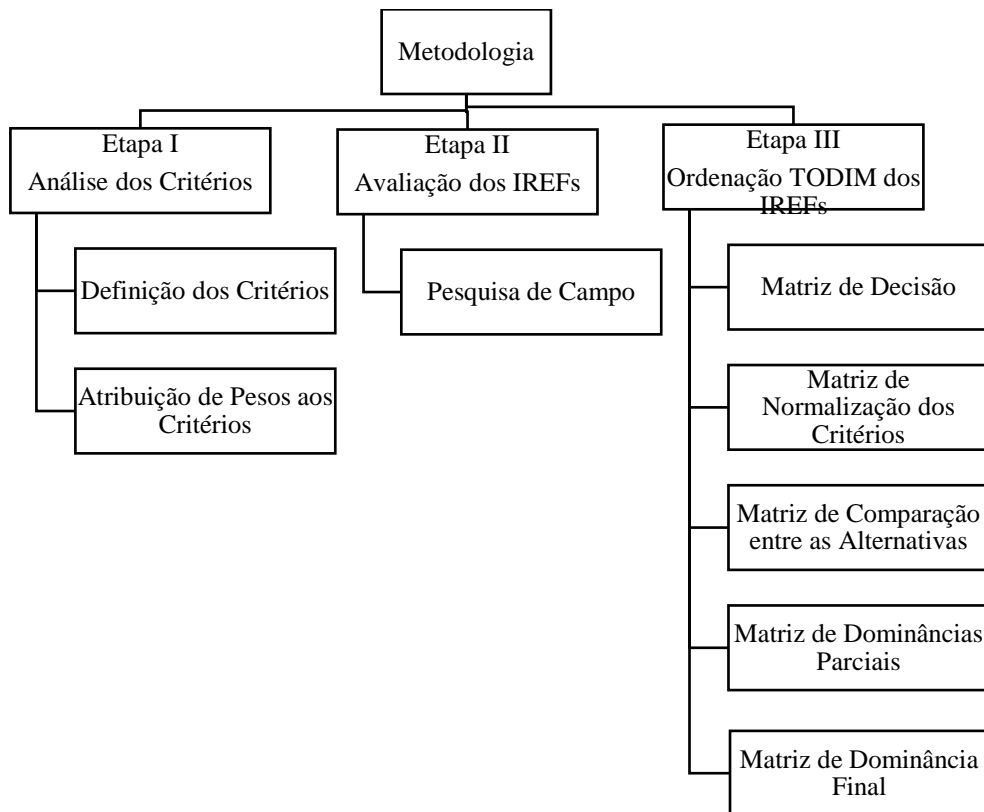 Metodologia
Etapa I
Análise dos Critérios
Definição dos Critérios
Atribuição de Pesos aos
Critérios
Etapa II
Avaliação dos IREFs
Pesquisa de Campo
Etapa III
Ordenação TODIM dos
IREFs
Matriz de Decisão
Matriz de
Normalização dos
Critérios
Matriz de Comparação
entre as Alternativas
Matriz de Dominâncias
Parciais
Matriz de Dominância
Final